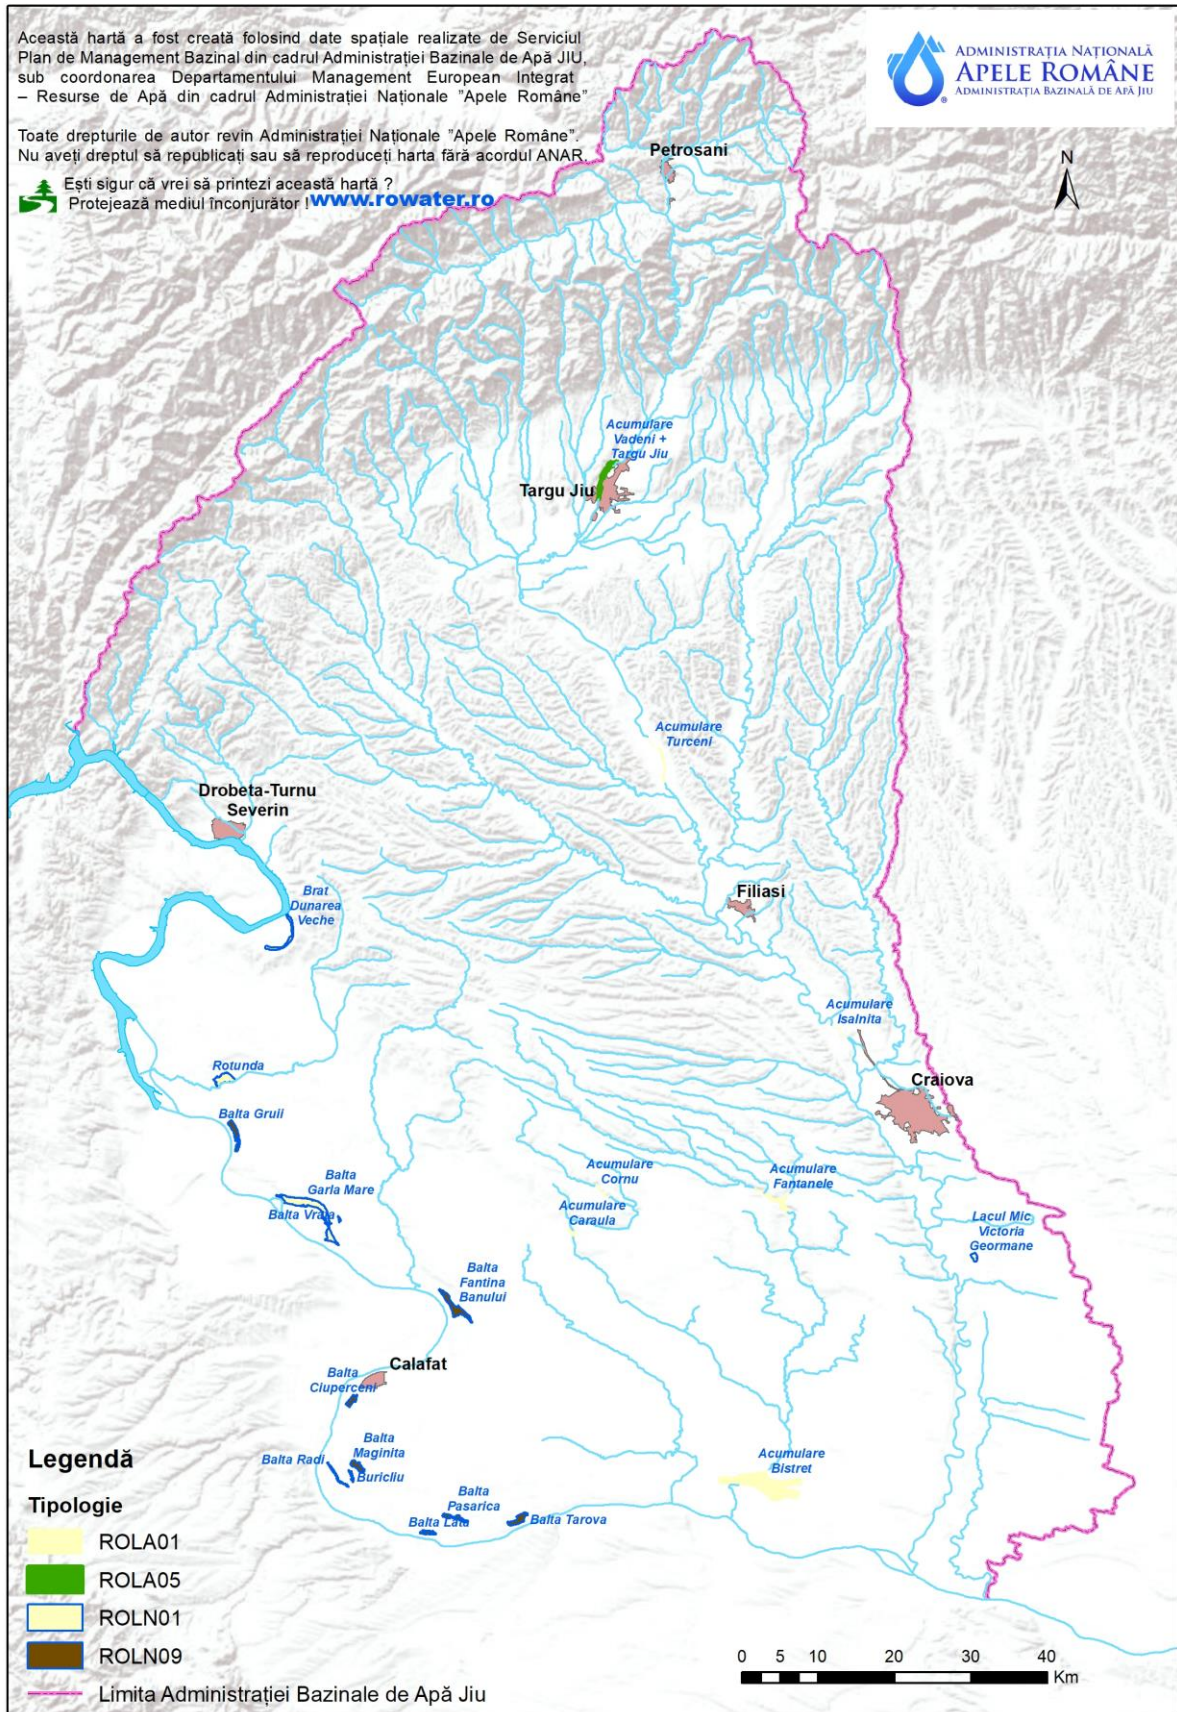 Această hartă a fost creată folosind date spațiale realizate de Serviciul
Plan de Management Bazinal din cadrul Administrației Bazinale de Apă JIU,
sub coordonarea Departamentului Management European Integrat
– Resurse de Apă din cadrul Administrației Naționale "Apele Române"
Toate drepturile de autor revin Administrației Naționale "Apele Române".
Nu aveți dreptul să republicați sau să reproduceți harta fără acordul ANAR.
Ești sigur că vrei să printezi această hartă ?
Protejează mediul înconjurător ! www.rowater.ro
ADMINISTRAȚIA NAȚIONALĂ
APELE ROMÂNE
ADMINISTRAȚIA BAZINALĂ DE APĂ JIU
N
Petrosani
Acumulare
Vadeni +
Targu Jiu
Targu Jiu
Acumulare
Turceni
Drobeta-Turnu
Severin
Brat
Dunarea
Veche
Filiasi
Acumulare
Isalnita
Rotunda
Craiova
Balta Gruii
Balta
Garla Mare
Balta Vrata
Acumulare
Cornu
Acumulare
Caraula
Acumulare
Fantanele
Lacul Mic
Victoria
Geormane
Balta
Fantina
Banului
Calafat
Balta
Ciuperceni
Balta
Maginita
Balta Radi
Buricliu
Balta
Pasarica
Balta Lata
Balta Tarova
Acumulare
Bistret
Legendă
Tipologie
ROLA01
ROLA05
ROLN01
ROLN09
Limita Administrației Bazinale de Apă Jiu
0 5 10 20 30 40
Km